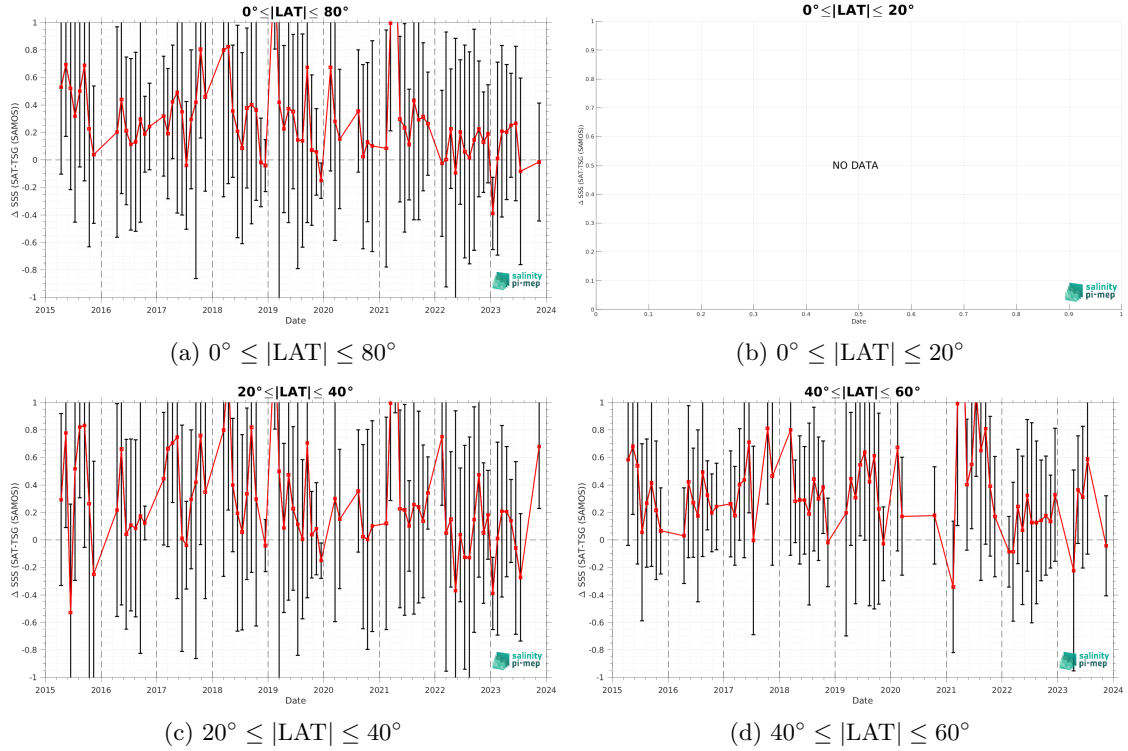 0°≤|LAT|≤ 80°
Δ SSS (SAT-TSG (SAMOS))
1
0.8
0.6
0.4
0.2
0
-0.2
-0.4
-0.6
-0.8
-1
2015 2016 2017 2018 2019 2020 2021 2022 2023 2024
Date
salinity
pi-mep
(a) 0° ≤ |LAT| ≤ 80°
0°≤|LAT|≤ 20°
Δ SSS (SAT-TSG (SAMOS))
1
0.9
0.8
0.7
0.6
0.5
0.4
0.3
0.2
0.1
0
NO DATA
0 0.1 0.2 0.3 0.4 0.5 0.6 0.7 0.8 0.9 1
Date
salinity
pi-mep
(b) 0° ≤ |LAT| ≤ 20°
20°≤|LAT|≤ 40°
Δ SSS (SAT-TSG (SAMOS))
1
0.8
0.6
0.4
0.2
0
-0.2
-0.4
-0.6
-0.8
-1
2015 2016 2017 2018 2019 2020 2021 2022 2023 2024
Date
salinity
pi-mep
(c) 20° ≤ |LAT| ≤ 40°
40°≤|LAT|≤ 60°
Δ SSS (SAT-TSG (SAMOS))
1
0.8
0.6
0.4
0.2
0
-0.2
-0.4
-0.6
-0.8
-1
2015 2016 2017 2018 2019 2020 2021 2022 2023 2024
Date
salinity
pi-mep
(d) 40° ≤ |LAT| ≤ 60°